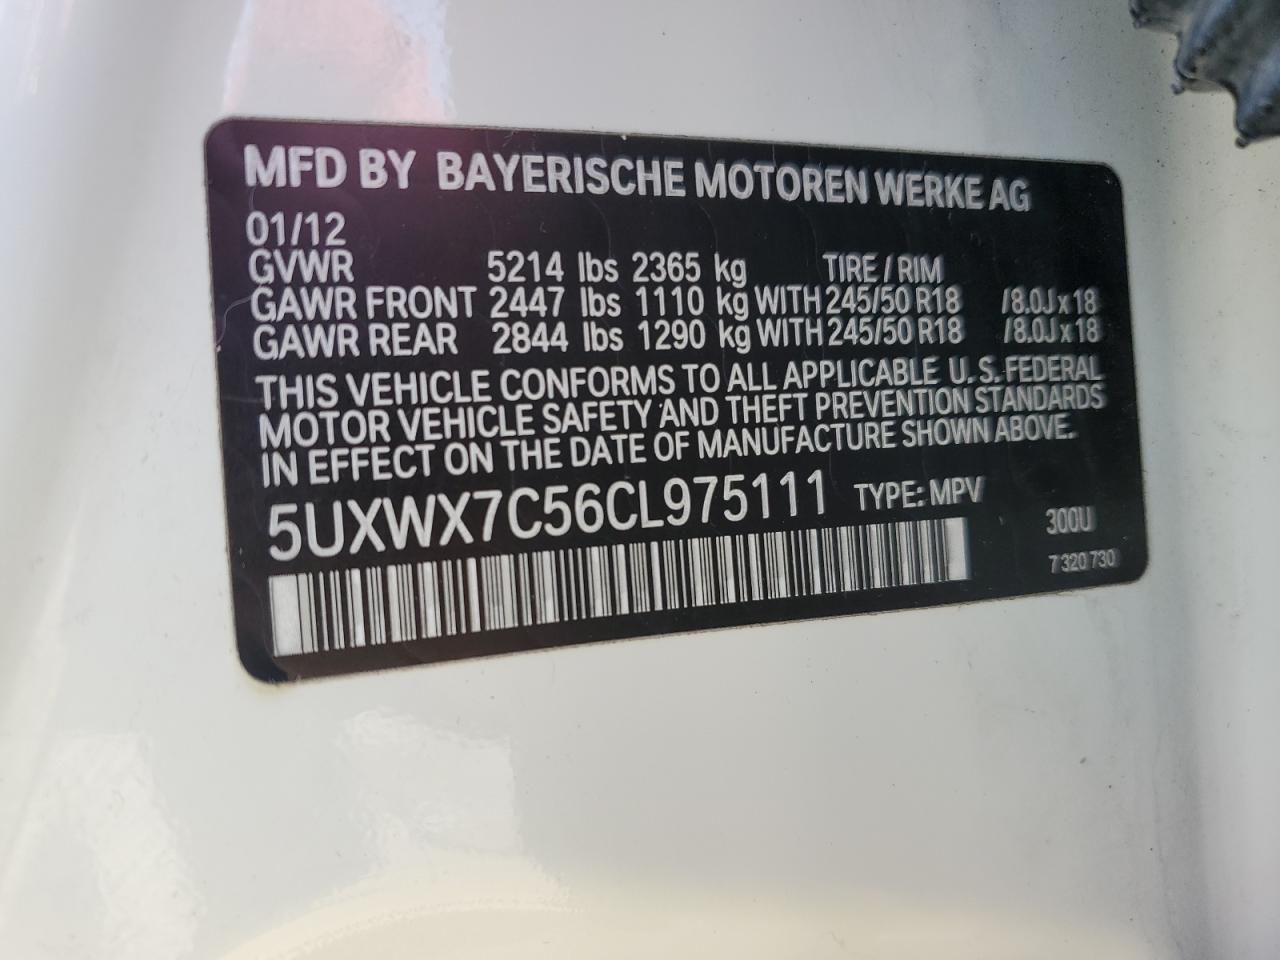 MFD BY BAYERISCHE MOTOREN WERKE AG
01/12
GVWR 5214 lbs 2365 kg TIRE / RIM
GAWR FRONT 2447 lbs 1110 kg WITH 245/50 R18 /8.0J x 18
GAWR REAR 2844 lbs 1290 kg WITH 245/50 R18 /8.0J x 18
THIS VEHICLE CONFORMS TO ALL APPLICABLE U.S. FEDERAL
MOTOR VEHICLE SAFETY AND THEFT PREVENTION STANDARDS
IN EFFECT ON THE DATE OF MANUFACTURE SHOWN ABOVE.
5UXWX7C56CL975111 TYPE: MPV
300U
7 320 730